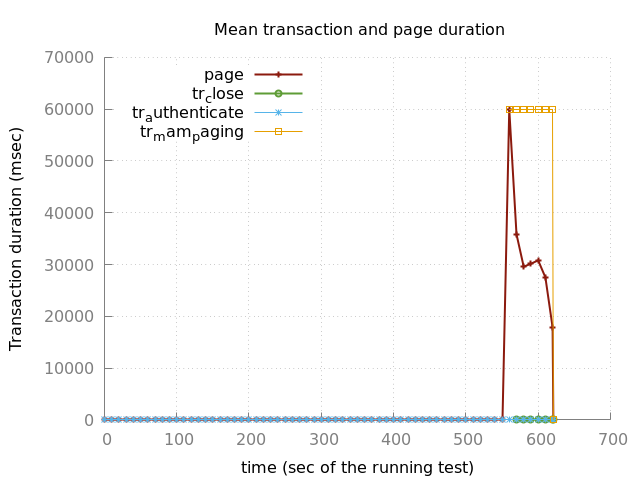 Mean transaction and page duration
70000
60000
50000
40000
30000
20000
10000
0
Transaction duration (msec)
page
tr_close
tr_authenticate
tr_mam_paging
0 100 200 300 400 500 600 700
time (sec of the running test)